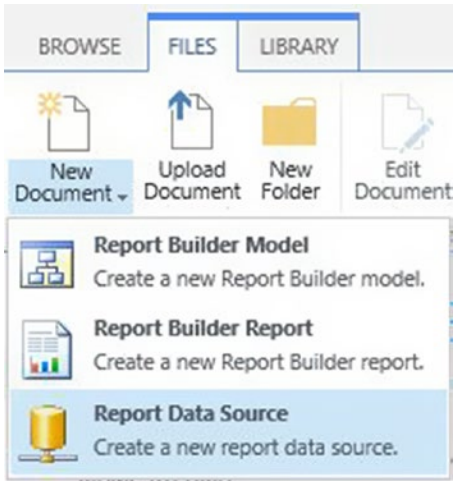 BROWSE FILES LIBRARY
New Document Upload Document New Folder Edit Document
Report Builder Model
Create a new Report Builder model.
Report Builder Report
Create a new Report Builder report.
Report Data Source
Create a new report data source.